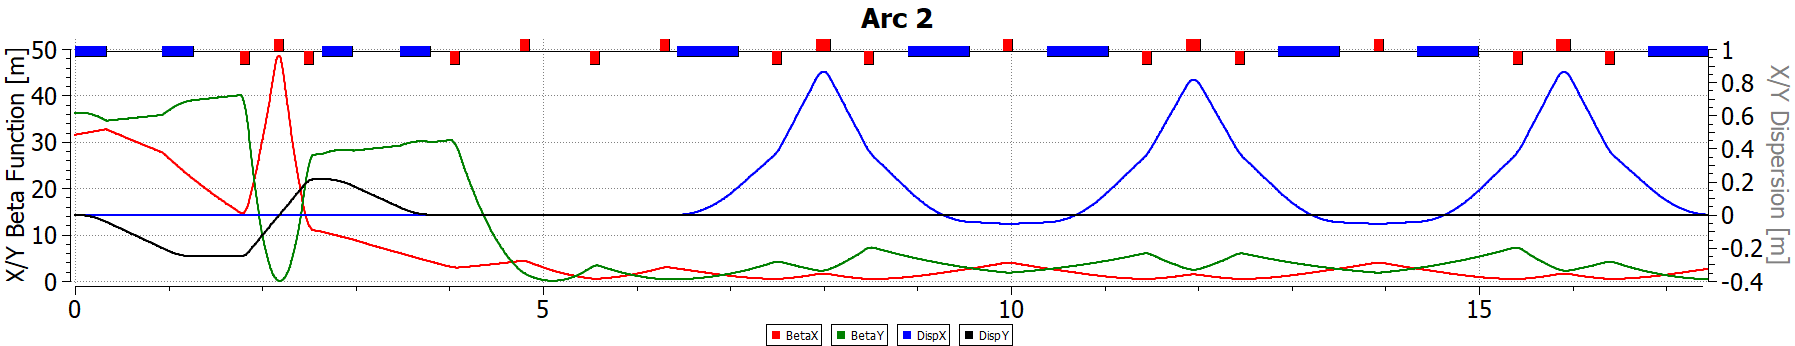 Arc 2
X/Y Beta Function [m]
50
40
30
20
10
0
1
0.8
0.6
0.4
0.2
0
-0.2
-0.4
X/Y Dispersion [m]
0
5
10
15
BetaX
BetaY
DispX
DispY